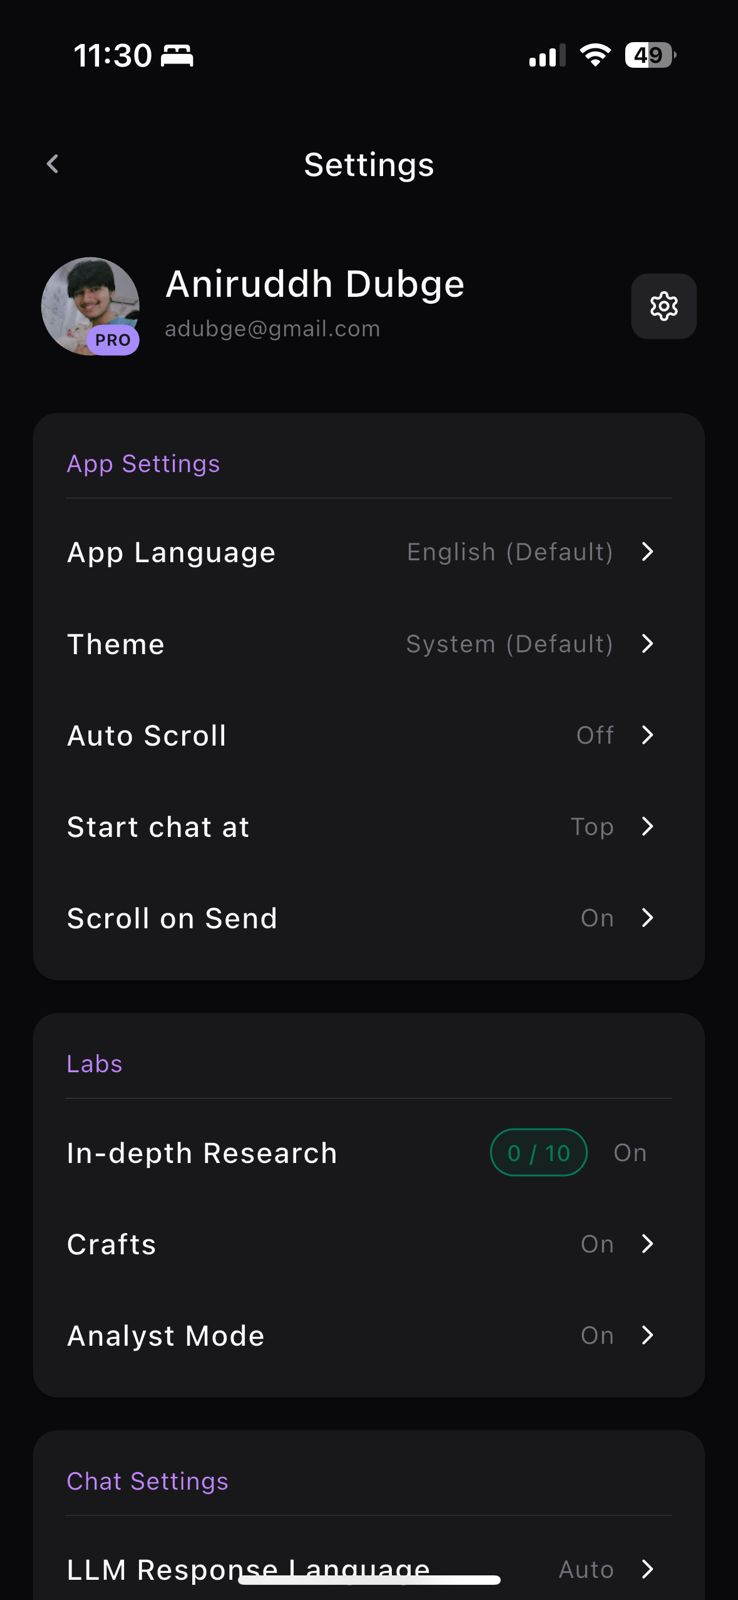 11:30
49
Settings
Aniruddh Dubge
adubge@gmail.com
PRO
App Settings
App Language English (Default)
Theme System (Default)
Auto Scroll Off
Start chat at Top
Scroll on Send On
Labs
In-depth Research 0 / 10 On
Crafts On
Analyst Mode On
Chat Settings
LLM Response Language Auto